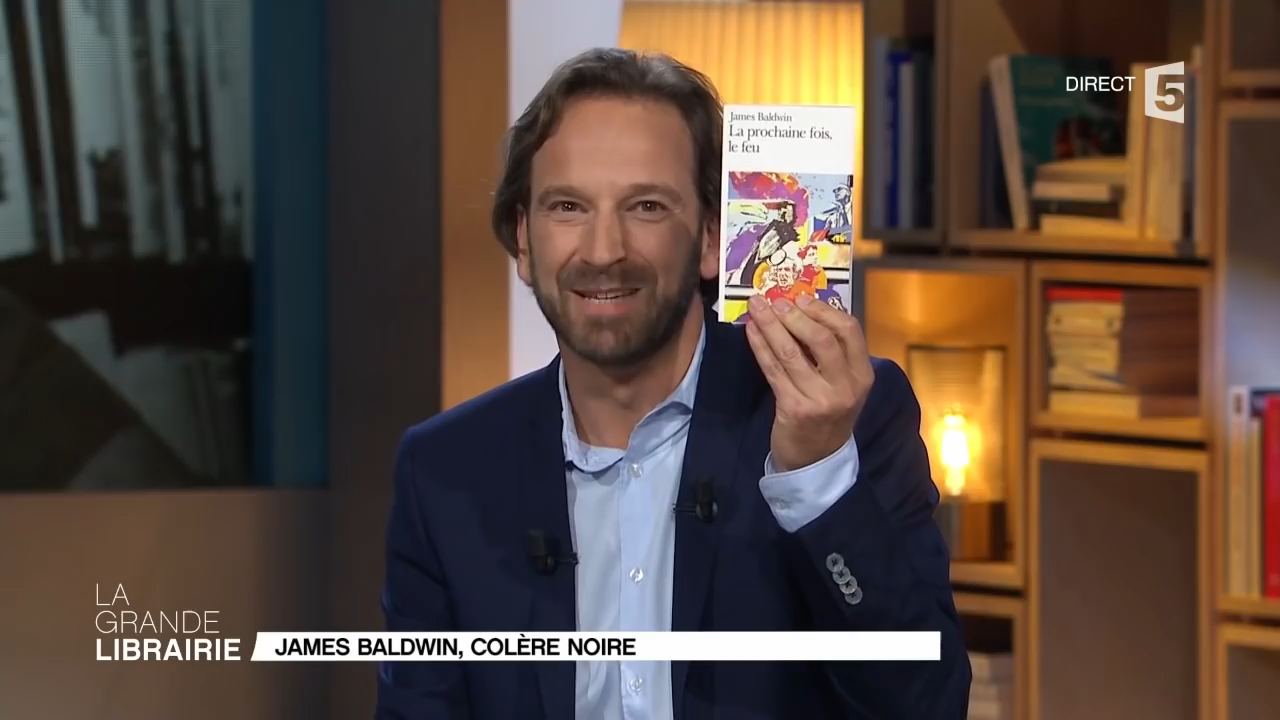 DIRECT 5
James Baldwin
La prochaine fois,
le feu
LA
GRANDE
LIBRAIRIE
JAMES BALDWIN, COLÈRE NOIRE